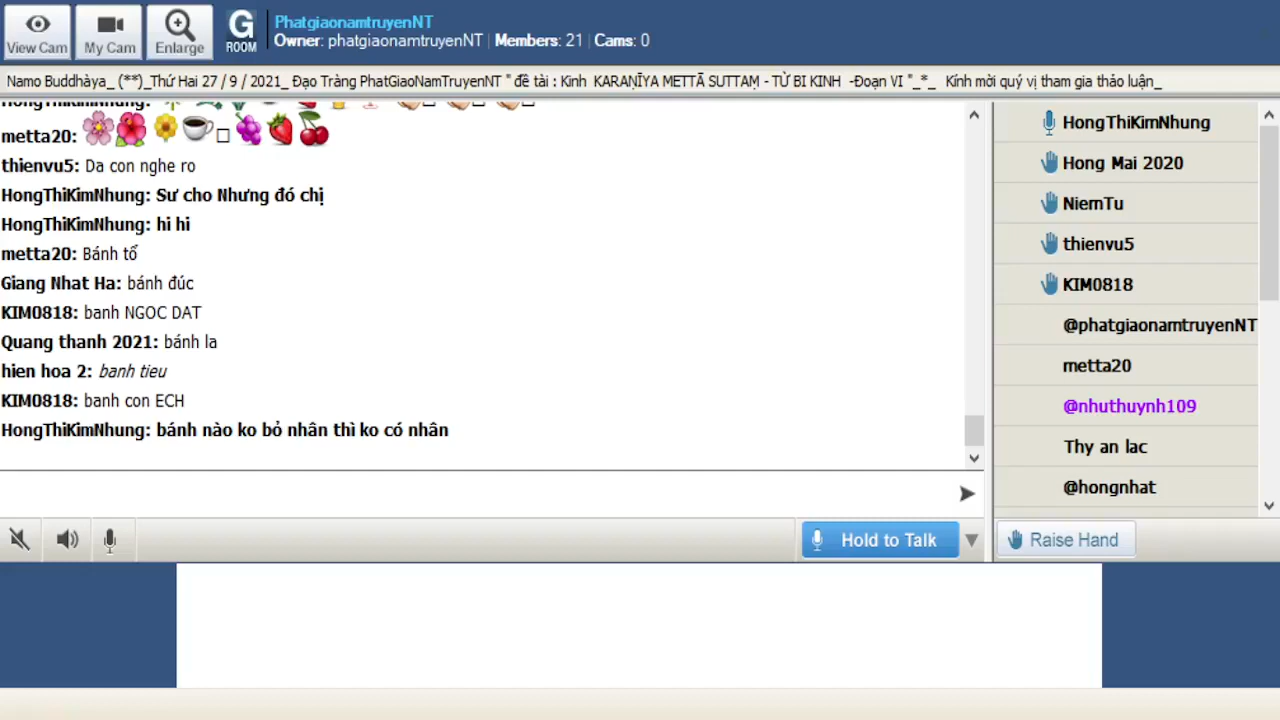 PhatgiaonamtruyenNT
Owner: phatgiaonamtruyenNT | Members: 21 | Cams: 0
View Cam
My Cam
Enlarge
G
ROOM
Namo Buddhàya_ (**)_Thứ Hai 27 / 9 / 2021_ Đạo Tràng PhatGiaoNamTruyenNT " đề tài : Kinh KARAṆĪYA METTĀ SUTTAṂ - TỪ BI KINH -Đoạn VI "_*_ Kính mời quý vị tham gia thảo luận_
HongThiKimNhung:
metta20:
thienvu5: Da con nghe ro
HongThiKimNhung: Sư cho Nhưng đó chị
HongThiKimNhung: hi hi
metta20: Bánh tổ
Giang Nhat Ha: bánh đúc
KIM0818: banh NGOC DAT
Quang thanh 2021: bánh la
hien hoa 2: banh tieu
KIM0818: banh con ECH
HongThiKimNhung: bánh nào ko bỏ nhân thì ko có nhân
HongThiKimNhung
Hong Mai 2020
NiemTu
thienvu5
KIM0818
@phatgiaonamtruyenNT
metta20
@nhuthuynh109
Thy an lac
@hongnhat
Hold to Talk
Raise Hand